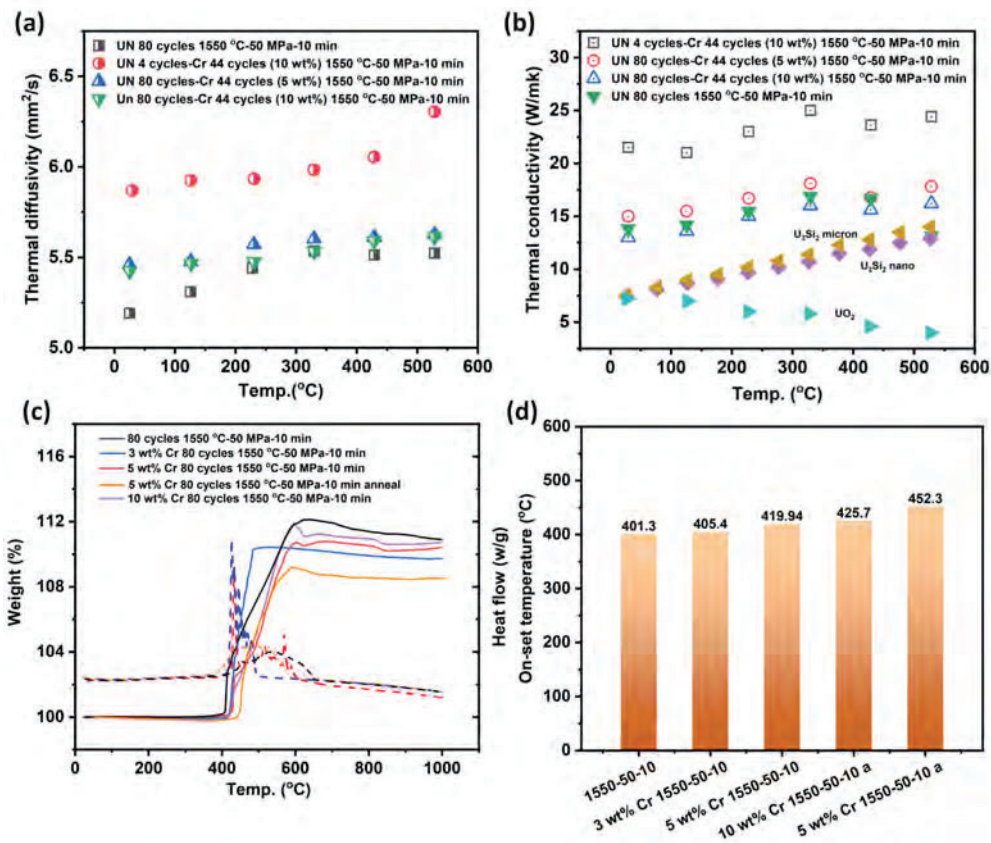 (a)
UN 80 cycles 1550 °C-50 MPa-10 min
UN 4 cycles-Cr 44 cycles (10 wt%) 1550 °C-50 MPa-10 min
UN 80 cycles-Cr 44 cycles (5 wt%) 1550 °C-50 MPa-10 min
Un 80 cycles-Cr 44 cycles (10 wt%) 1550 °C-50 MPa-10 min
Thermal diffusivity (mm²/s)
6.5
6.0
5.5
5.0
0 100 200 300 400 500 600
Temp.(°C)
(b)
UN 4 cycles-Cr 44 cycles (10 wt%) 1550 °C-50 MPa-10 min
UN 80 cycles-Cr 44 cycles (5 wt%) 1550 °C-50 MPa-10 min
UN 80 cycles-Cr 44 cycles (10 wt%) 1550 °C-50 MPa-10 min
UN 80 cycles 1550 °C-50 MPa-10 min
Thermal conductivity (W/mk)
30
25
20
15
10
5
U₃Si₂ micron
U₃Si₂ nano
UO₂
0 100 200 300 400 500 600
Temp. (°C)
(c)
80 cycles 1550 °C-50 MPa-10 min
3 wt% Cr 80 cycles 1550 °C-50 MPa-10 min
5 wt% Cr 80 cycles 1550 °C-50 MPa-10 min
5 wt% Cr 80 cycles 1550 °C-50 MPa-10 min anneal
10 wt% Cr 80 cycles 1550 °C-50 MPa-10 min
Weight (%)
116
112
108
104
100
0 200 400 600 800 1000
Temp. (°C)
Heat flow (w/g)
(d)
On-set temperature (°C)
600
500
400
300
200
100
0
401.3
405.4
419.94
425.7
452.3
1550-50-10
3 wt% Cr 1550-50-10
5 wt% Cr 1550-50-10
10 wt% Cr 1550-50-10 a
5 wt% Cr 1550-50-10 a